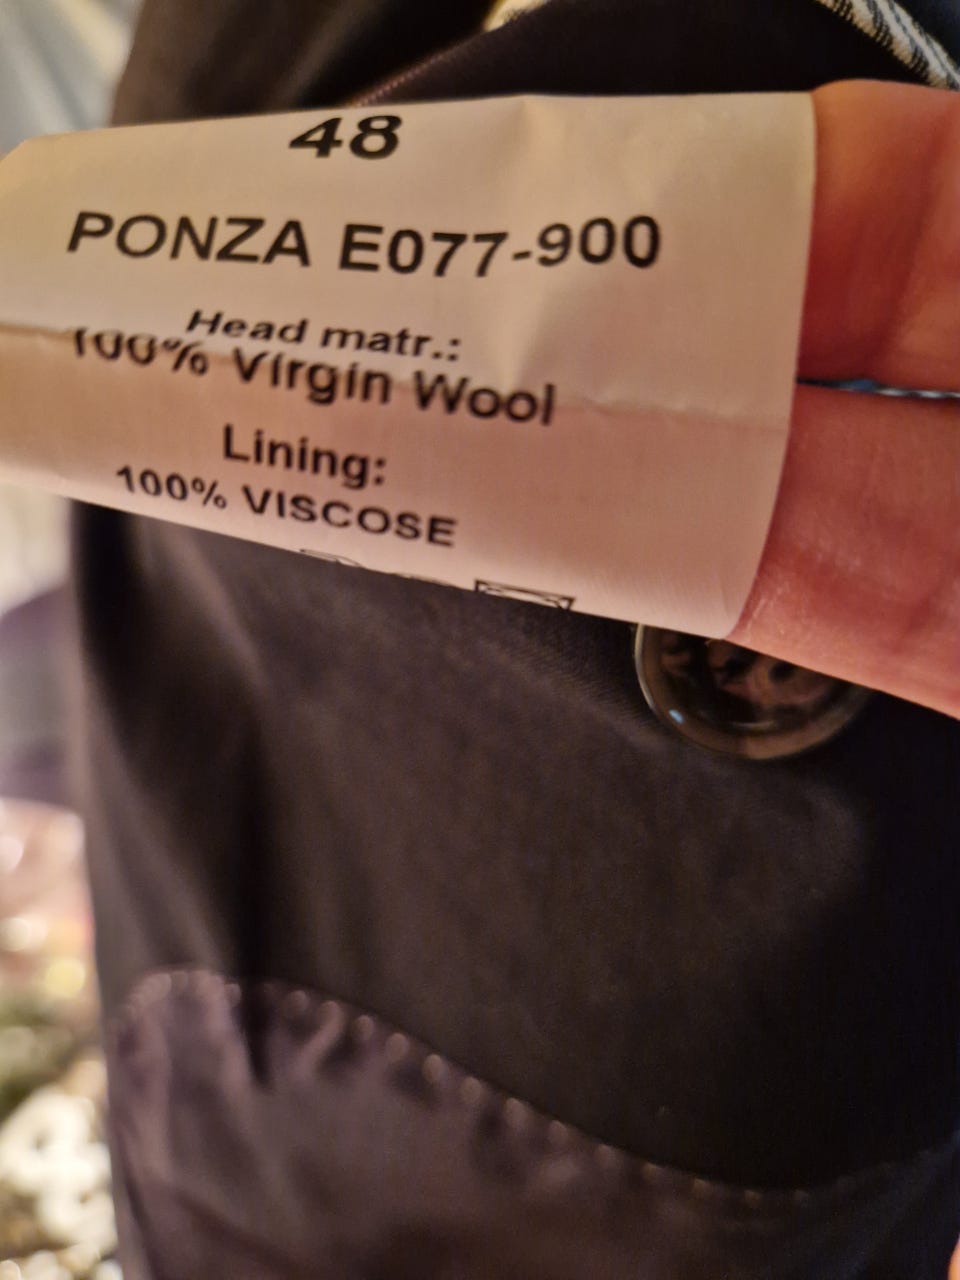 48
PONZA E077-900
Head matr.:
100% Virgin Wool
Lining:
100% VISCOSE